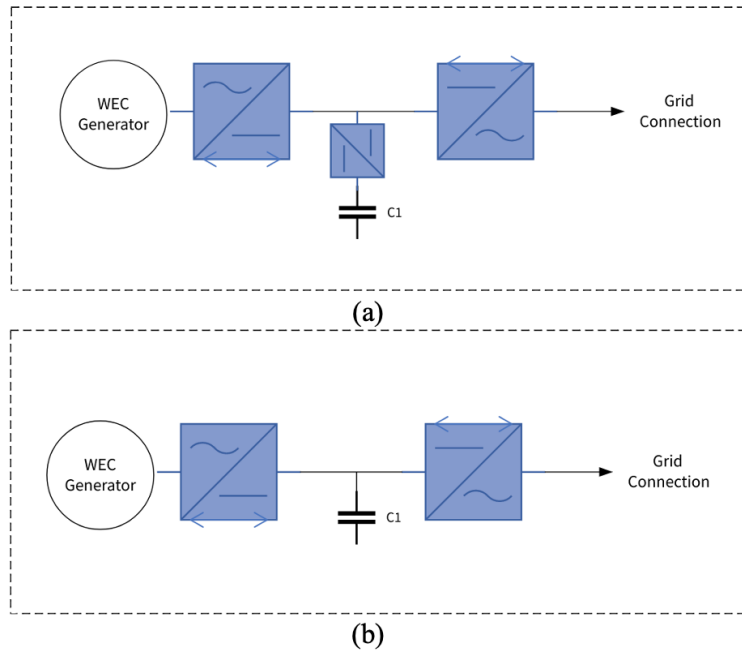 WEC
Generator
Grid
Connection
C1
(a)
WEC
Generator
Grid
Connection
C1
(b)